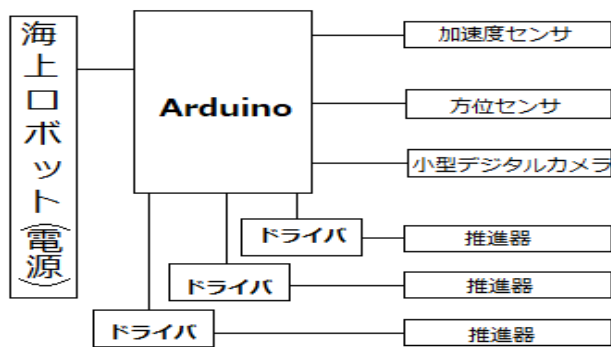 海上ロボット(電源)
Arduino
加速度センサ
方位センサ
小型デジタルカメラ
ドライバ
推進器
ドライバ
推進器
ドライバ
推進器